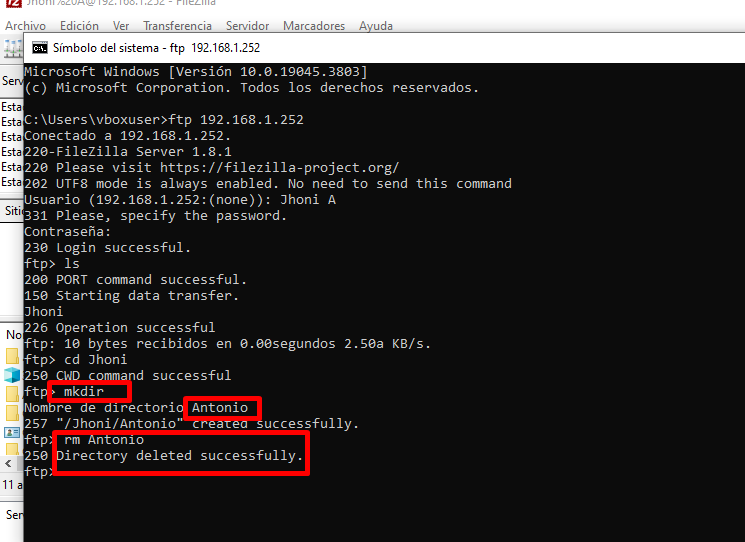 Jhoni%20A@192.168.1.252 - FileZilla
Archivo Edición Ver Transferencia Servidor Marcadores Ayuda
Símbolo del sistema - ftp 192.168.1.252
Microsoft Windows [Versión 10.0.19045.3803]
(c) Microsoft Corporation. Todos los derechos reservados.
C:\Users\vboxuser>ftp 192.168.1.252
Conectado a 192.168.1.252.
220-FileZilla Server 1.8.1
220 Please visit https://filezilla-project.org/
202 UTF8 mode is always enabled. No need to send this command
Usuario (192.168.1.252:(none)): Jhoni A
331 Please, specify the password.
Contraseña:
230 Login successful.
ftp> ls
200 PORT command successful.
150 Starting data transfer.
Jhoni
226 Operation successful
ftp: 10 bytes recibidos en 0.00segundos 2.50a KB/s.
ftp> cd Jhoni
250 CWD command successful
ftp> mkdir
Nombre de directorio Antonio
257 "/Jhoni/Antonio" created successfully.
ftp> rm Antonio
250 Directory deleted successfully.
ftp>
Serv
Esta
Esta
Esta
Esta
Esta
Esta
Siti
No
11 a
Ser